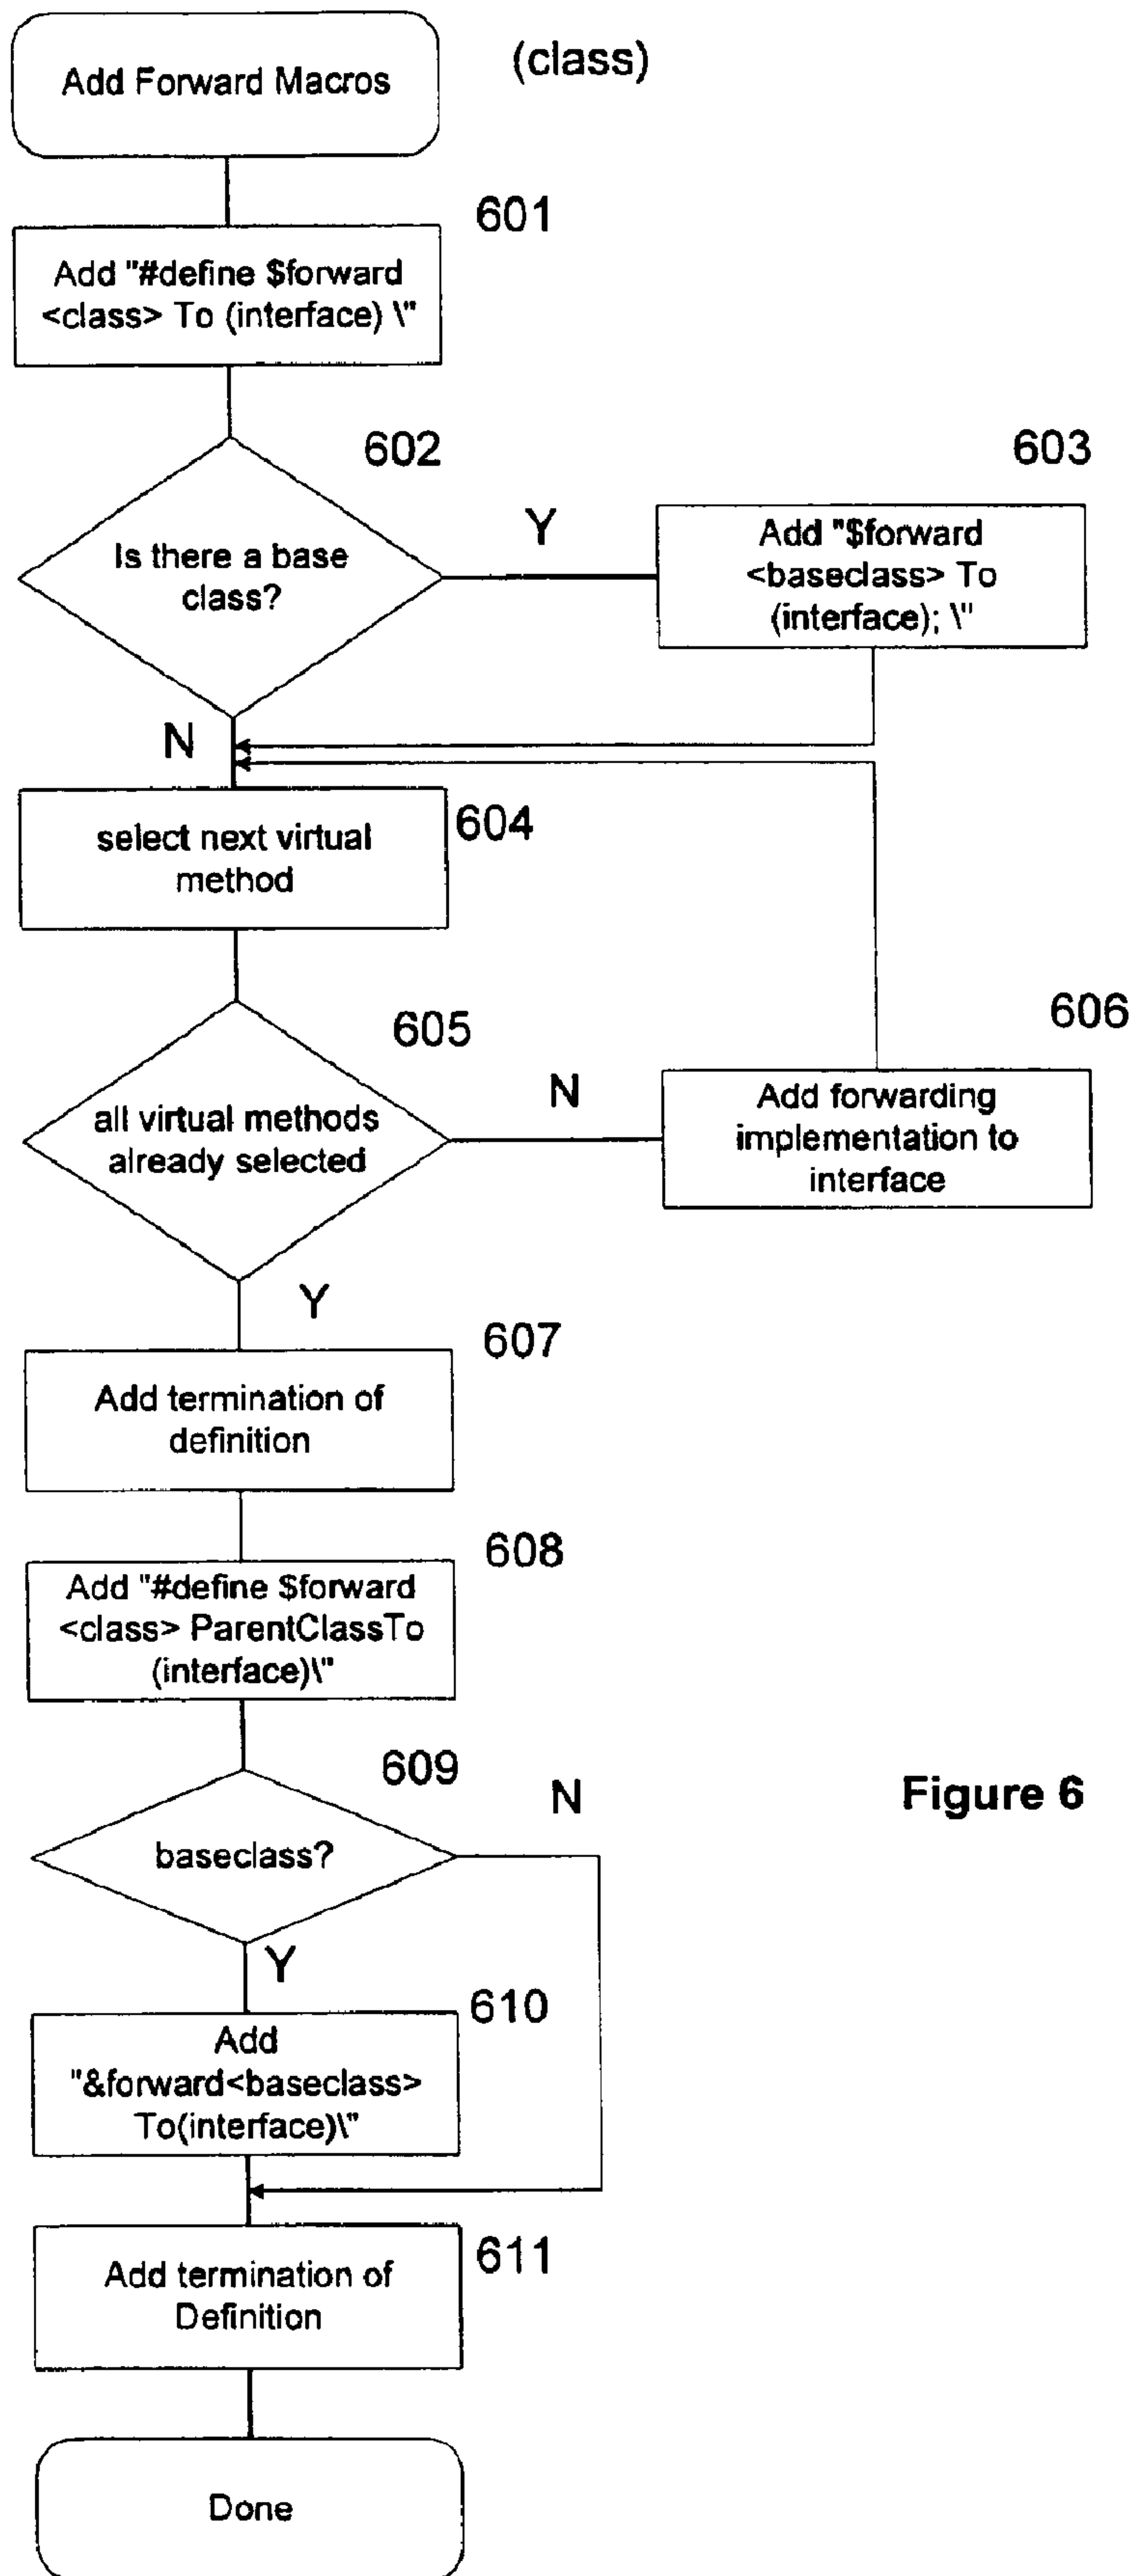 Add Forward Macros
(class)
601
Add "#define $forward
<class> To (interface) \"
602
603
Is there a base
class?
Y
Add "$forward
<baseclass> To
(interface); \"
N
select next virtual
method
604
605
606
all virtual methods
already selected
N
Add forwarding
implementation to
interface
Y
607
Add termination of
definition
608
Add "#define $forward
<class> ParentClassTo
(interface)\"
609
N
baseclass?
Figure 6
Y
610
Add
"&forward<baseclass>
To(interface)\"
611
Add termination of
Definition
Done